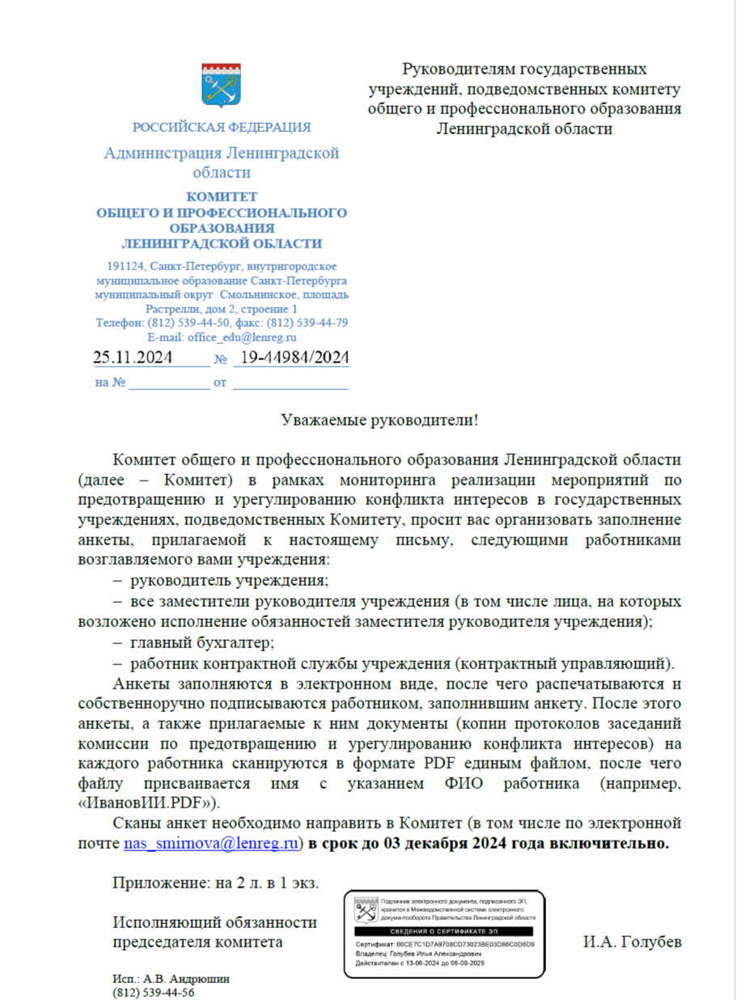 Руководителям государственных
учреждений, подведомственных комитету
общего и профессионального образования
Ленинградской области
РОССИЙСКАЯ ФЕДЕРАЦИЯ
Администрация Ленинградской
области
КОМИТЕТ
ОБЩЕГО И ПРОФЕССИОНАЛЬНОГО
ОБРАЗОВАНИЯ
ЛЕНИНГРАДСКОЙ ОБЛАСТИ
191124, Санкт-Петербург, внутригородское
муниципальное образование Санкт-Петербурга
муниципальный округ Смольнинское, площадь
Растрелли, дом 2, строение 1
Телефон: (812) 539-44-50, факс: (812) 539-44-79
E-mail: office_edu@lenreg.ru
25.11.2024 № 19-44984/2024
на № ____________ от _________________
Уважаемые руководители!
Комитет общего и профессионального образования Ленинградской области
(далее – Комитет) в рамках мониторинга реализации мероприятий по
предотвращению и урегулированию конфликта интересов в государственных
учреждениях, подведомственных Комитету, просит вас организовать заполнение
анкеты, прилагаемой к настоящему письму, следующими работниками
возглавляемого вами учреждения:
– руководитель учреждения;
– все заместители руководителя учреждения (в том числе лица, на которых
возложено исполнение обязанностей заместителя руководителя учреждения);
– главный бухгалтер;
– работник контрактной службы учреждения (контрактный управляющий).
Анкеты заполняются в электронном виде, после чего распечатываются и
собственноручно подписываются работником, заполнившим анкету. После этого
анкеты, а также прилагаемые к ним документы (копии протоколов заседаний
комиссии по предотвращению и урегулированию конфликта интересов) на
каждого работника сканируются в формате PDF единым файлом, после чего
файлу присваивается имя с указанием ФИО работника (например,
«ИвановИИ.PDF»).
Сканы анкет необходимо направить в Комитет (в том числе по электронной
почте nas_smirnova@lenreg.ru) в срок до 03 декабря 2024 года включительно.
Приложение: на 2 л. в 1 экз.
Подлинник электронного документа, подписанного ЭП,
хранится в Межведомственной системе электронного
докума-пооборота Правительства Ленинградской области
СВЕДЕНИЯ О СЕРТИФИКАТЕ ЭП
Сертификат: 00CE7C1D7A9708CD73023BE03D86C0D6D9
Владелец: Голубев Илья Александрович
Действителен с 13-06-2024 до 06-09-2025
Исполняющий обязанности
председателя комитета И.А. Голубев
Исп.: А.В. Андрюшин
(812) 539-44-56